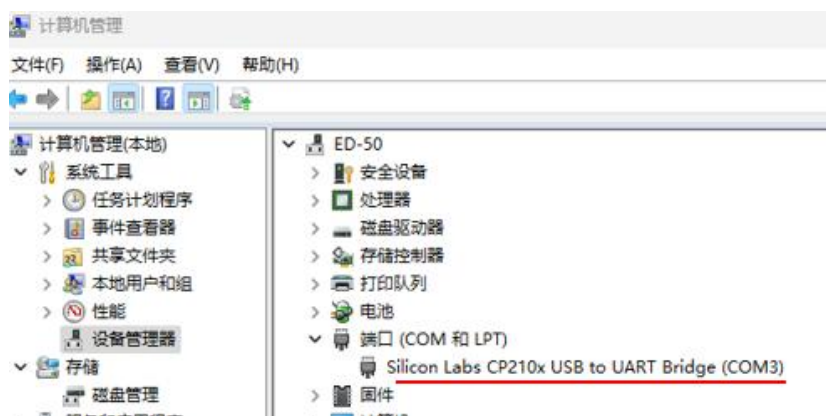 计算机管理
文件(F) 操作(A) 查看(V) 帮助(H)
计算机管理(本地)
系统工具
任务计划程序
事件查看器
共享文件夹
本地用户和组
性能
设备管理器
存储
磁盘管理
ED-50
安全设备
处理器
磁盘驱动器
存储控制器
打印队列
电池
端口 (COM 和 LPT)
Silicon Labs CP210x USB to UART Bridge (COM3)
固件